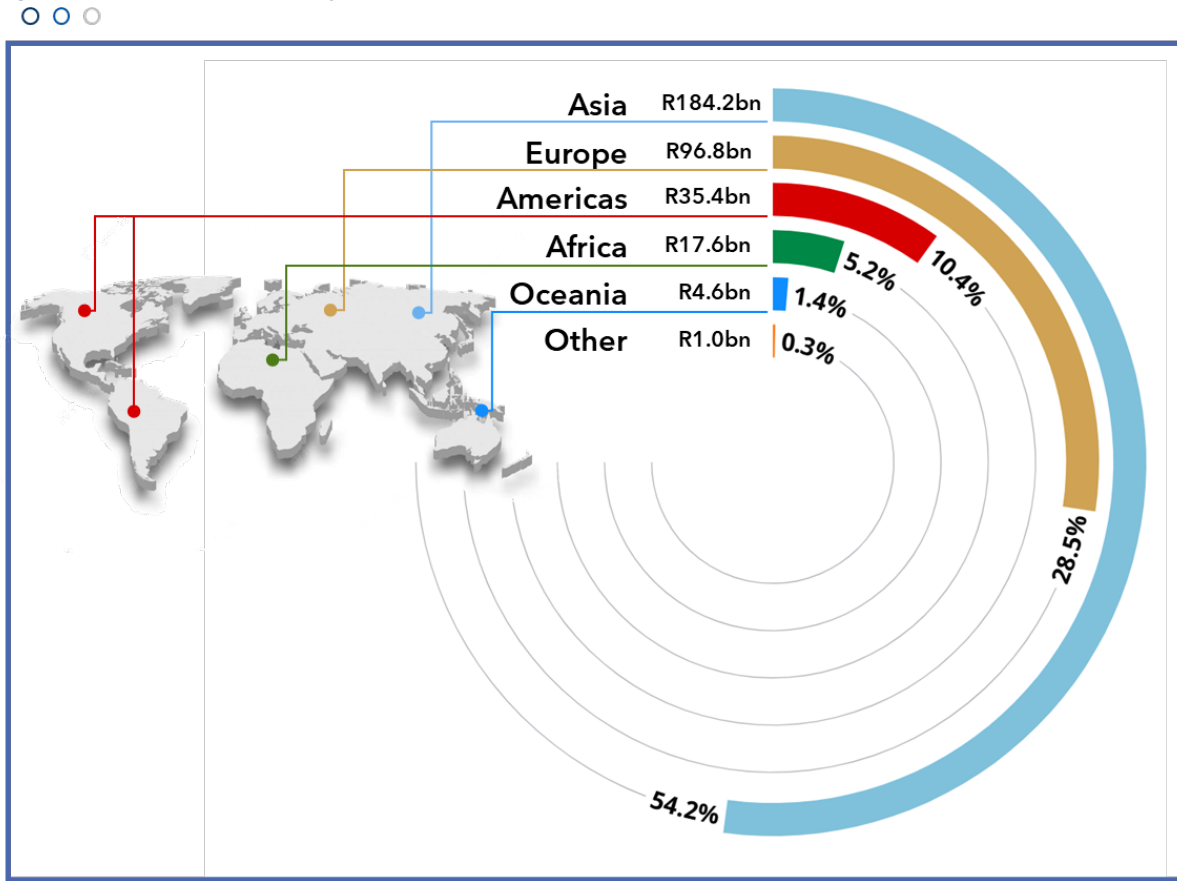 Asia R184.2bn
Europe R96.8bn
Americas R35.4bn
Africa R17.6bn
Oceania R4.6bn
Other R1.0bn
10.4%
5.2%
1.4%
0.3%
28.5%
54.2%